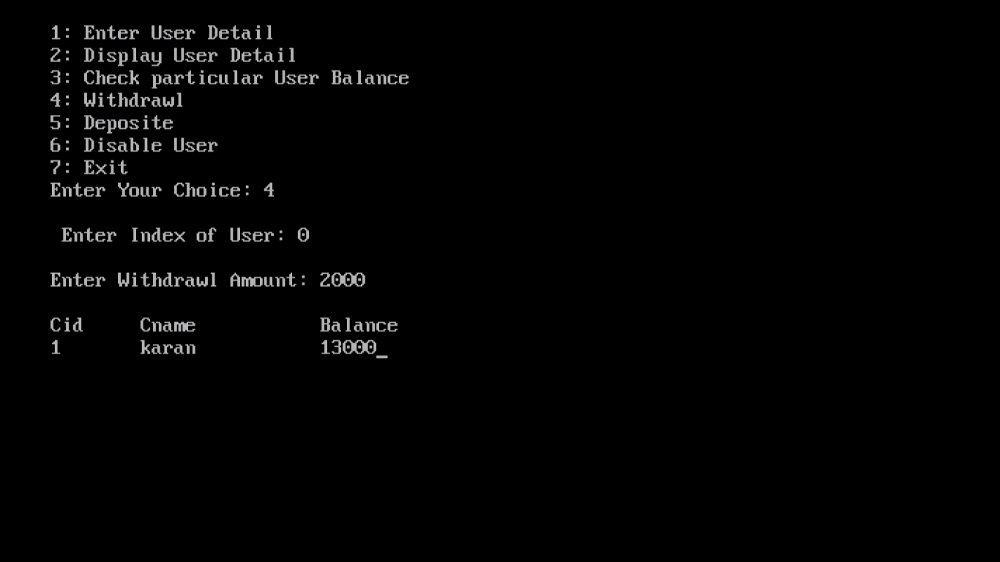 1: Enter User Detail
2: Display User Detail
3: Check particular User Balance
4: Withdrawl
5: Deposite
6: Disable User
7: Exit
Enter Your Choice: 4
Enter Index of User: 0
Enter Withdrawl Amount: 2000
Cid Cname Balance
1 karan 13000_